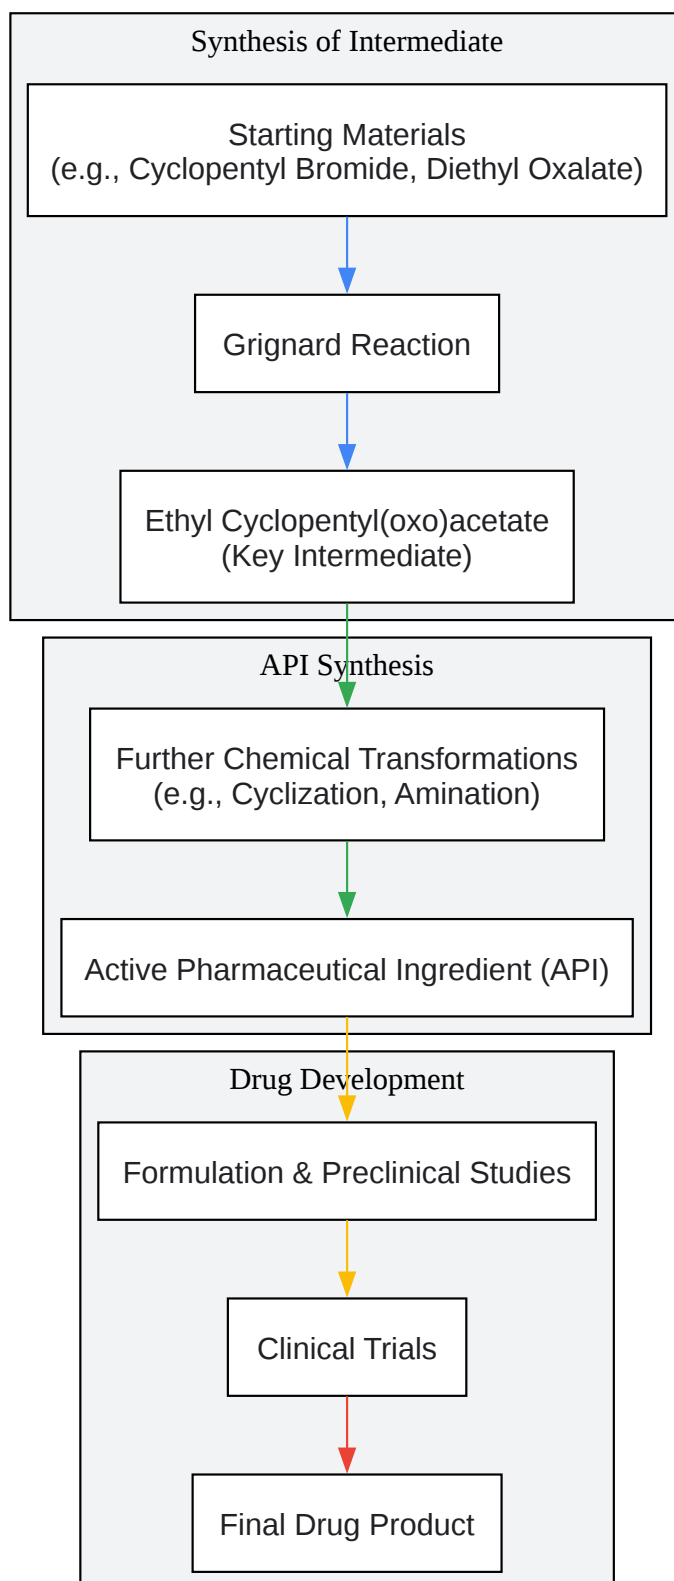 Synthesis of Intermediate
Starting Materials
(e.g., Cyclopentyl Bromide, Diethyl Oxalate)
Grignard Reaction
Ethyl Cyclopentyl(oxo)acetate
(Key Intermediate)
API Synthesis
Further Chemical Transformations
(e.g., Cyclization, Amination)
Active Pharmaceutical Ingredient (API)
Drug Development
Formulation & Preclinical Studies
Clinical Trials
Final Drug Product